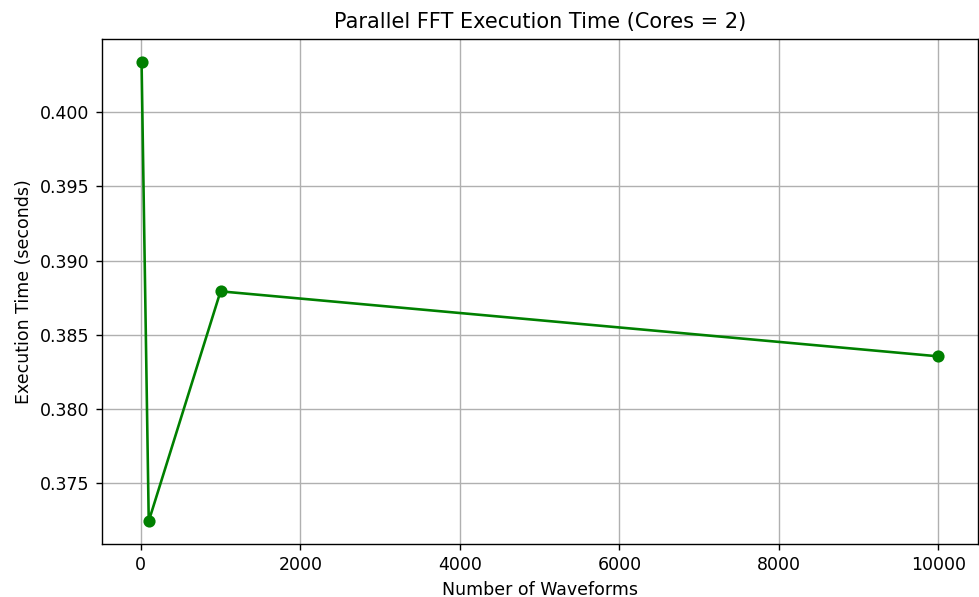 Parallel FFT Execution Time (Cores = 2)
Execution Time (seconds)
0.400
0.395
0.390
0.385
0.380
0.375
0 2000 4000 6000 8000 10000
Number of Waveforms